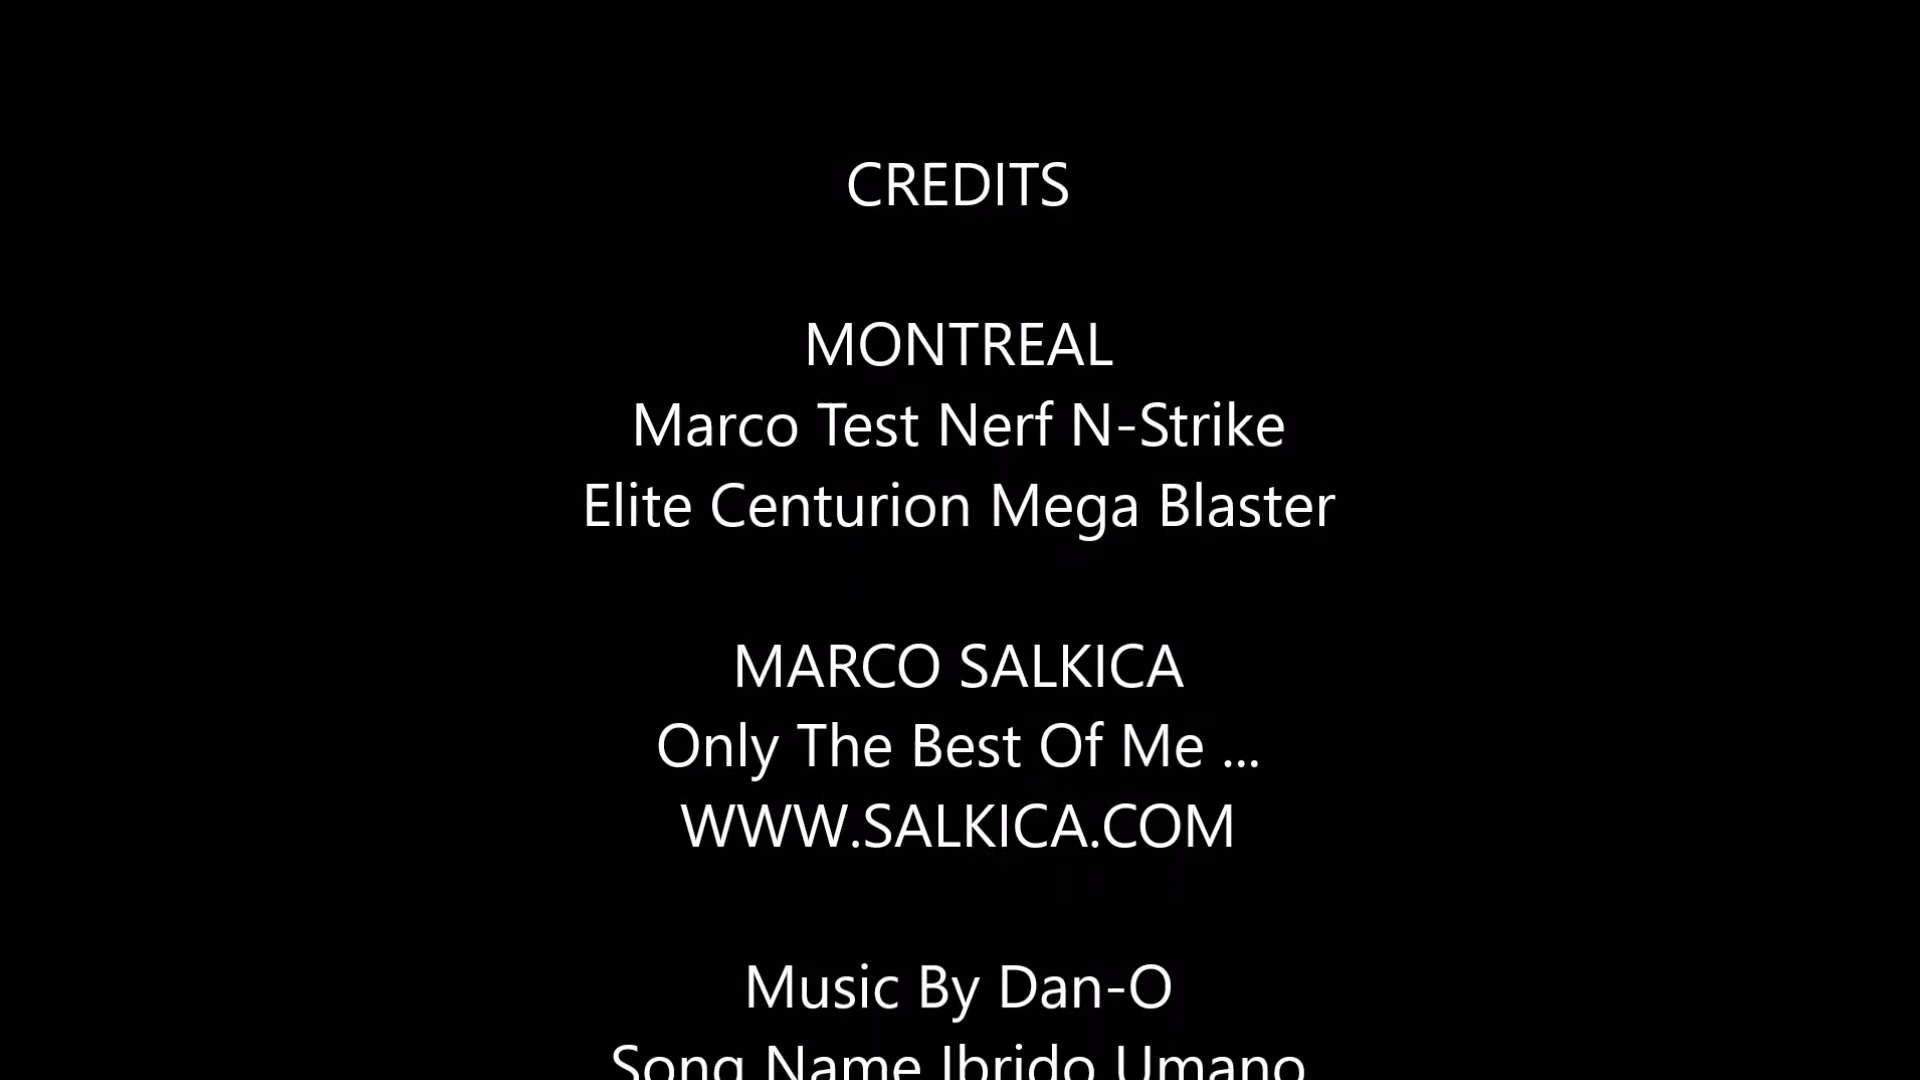 CREDITS
MONTREAL
Marco Test Nerf N-Strike
Elite Centurion Mega Blaster
MARCO SALKICA
Only The Best Of Me ...
WWW.SALKICA.COM
Music By Dan-O
Song Name Ibrido Umano